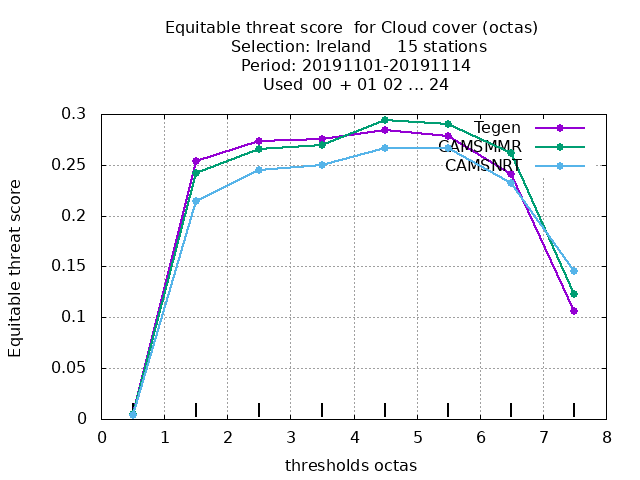 Equitable threat score  for Cloud cover (octas)
Selection: Ireland     15 stations
Period: 20191101-20191114
Used  00 + 01 02 ... 24
Tegen
CAMSMMR
CAMSNRT
Equitable threat score
0.3
0.25
0.2
0.15
0.1
0.05
0
0 1 2 3 4 5 6 7 8
thresholds octas